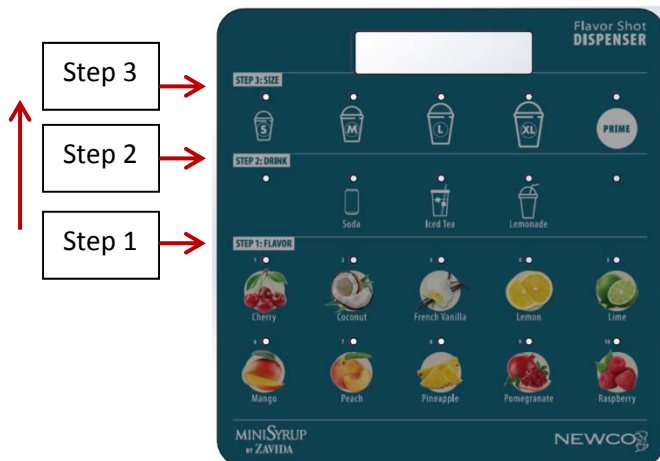 Flavor Shot
DISPENSER
Step 3
STEP 3: SIZE
S
M
L
XL
PRIME
Step 2
STEP 2: DRINK
Soda
Iced Tea
Lemonade
Step 1
STEP 1: FLAVOR
1 2 3 4 5
Cherry Coconut French Vanilla Lemon Lime
6 7 8 9 10
Mango Peach Pineapple Pomegranate Raspberry
MINISYRUP
BY ZAVIDA
NEWCO